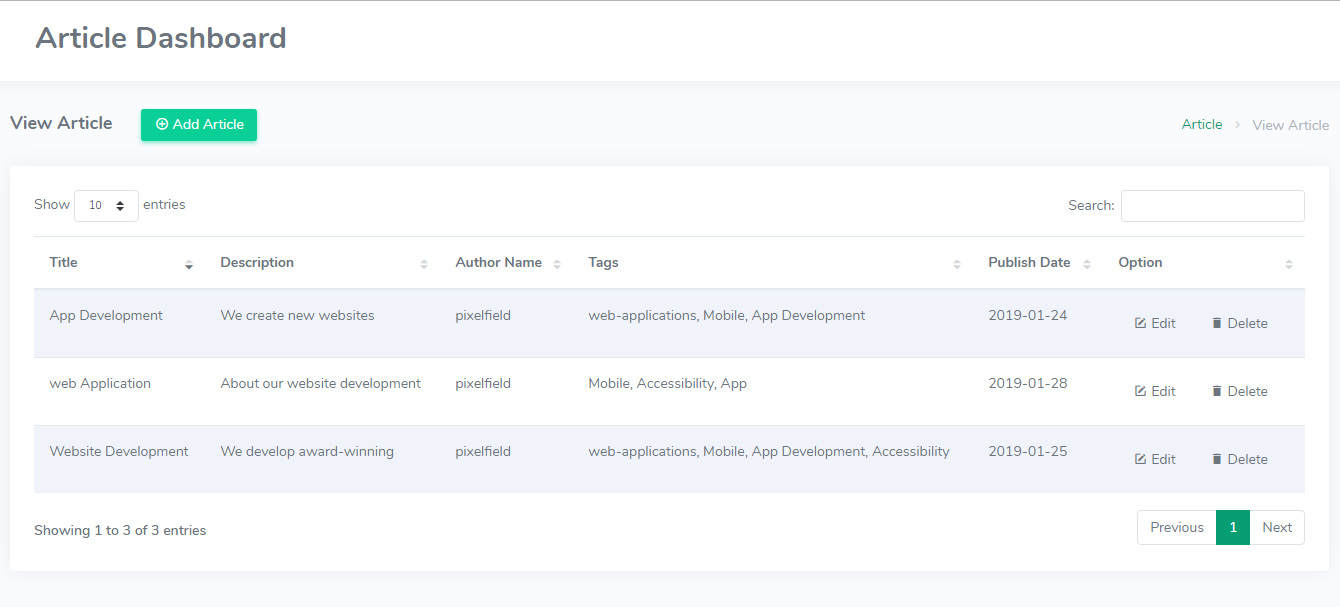 Article Dashboard
View Article Add Article Article > View Article
Show 10 entries Search:
Title Description Author Name Tags Publish Date Option
App Development We create new websites pixelfield web-applications, Mobile, App Development 2019-01-24 Edit Delete
web Application About our website development pixelfield Mobile, Accessibility, App 2019-01-28 Edit Delete
Website Development We develop award-winning pixelfield web-applications, Mobile, App Development, Accessibility 2019-01-25 Edit Delete
Showing 1 to 3 of 3 entries Previous 1 Next